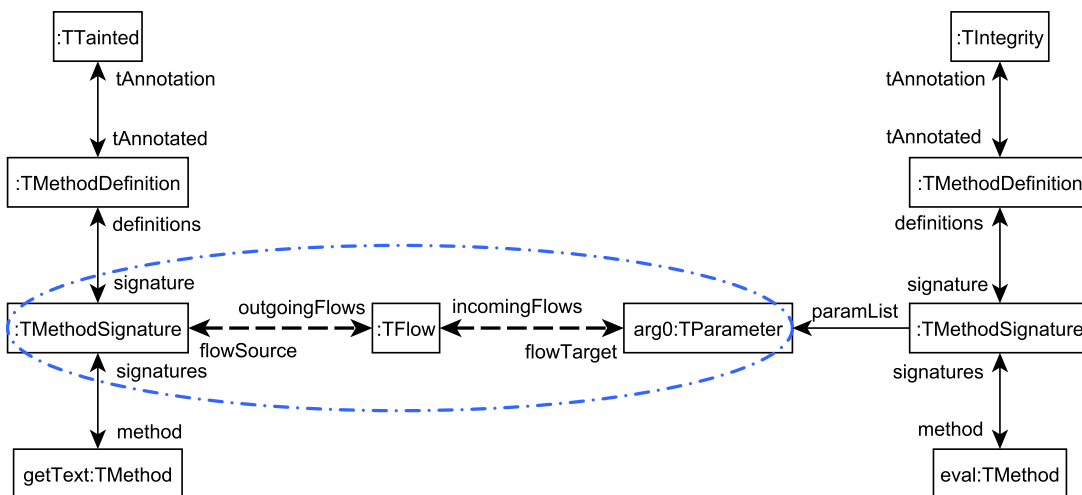 :TTainted
:TIntegrity
tAnnotation
tAnnotation
tAnnotated
tAnnotated
:TMethodDefinition
:TMethodDefinition
definitions
definitions
signature
signature
outgoingFlows
incomingFlows
paramList
:TMethodSignature
:TFlow
arg0:TParameter
:TMethodSignature
flowSource
flowTarget
signatures
signatures
method
method
getText:TMethod
eval:TMethod